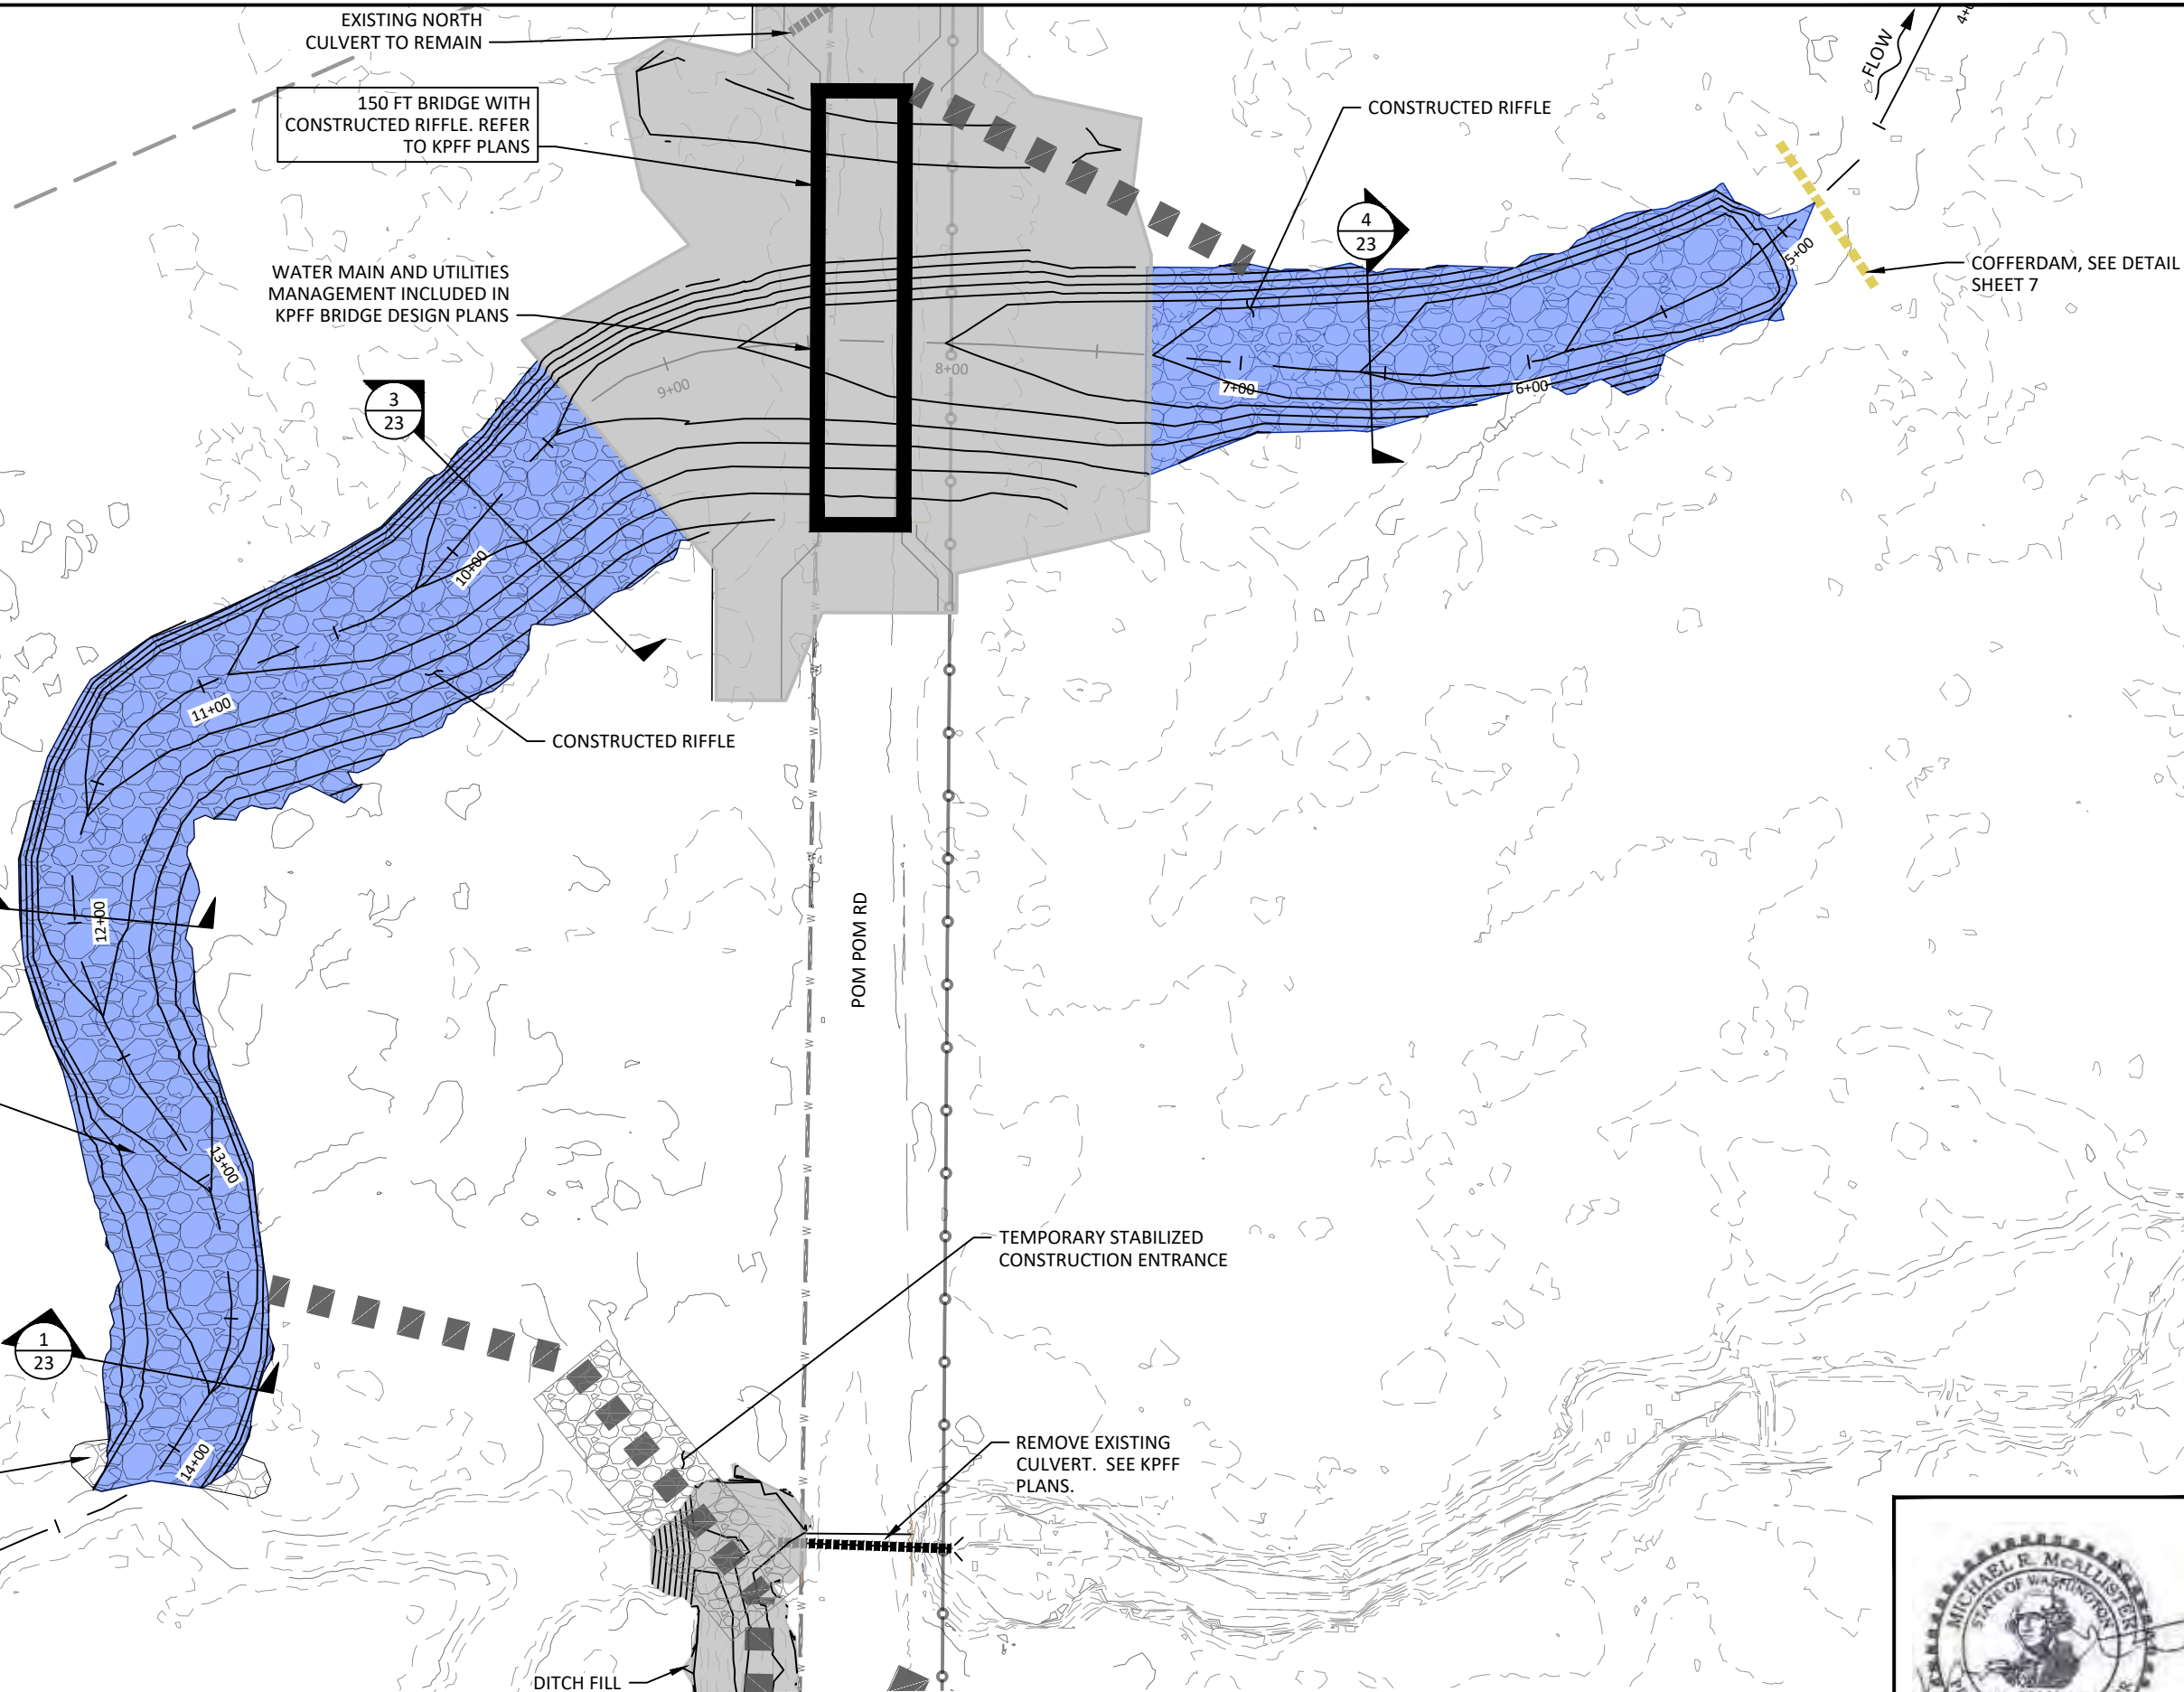 EXISTING NORTH
CULVERT TO REMAIN
150 FT BRIDGE WITH
CONSTRUCTED RIFFLE. REFER
TO KPFF PLANS
WATER MAIN AND UTILITIES
MANAGEMENT INCLUDED IN
KPFF BRIDGE DESIGN PLANS
CONSTRUCTED RIFFLE
FLOW
4
23
5+00
COFFERDAM, SEE DETAIL
SHEET 7
3
23
9+00
8+00
7+00
6+00
10+00
11+00
CONSTRUCTED RIFFLE
12+00
POM POM RD
13+00
TEMPORARY STABILIZED
CONSTRUCTION ENTRANCE
1
23
14+00
REMOVE EXISTING
CULVERT. SEE KPFF
PLANS.
DITCH FILL
MICHAEL R. McALLISTER
STATE OF WASHINGTON